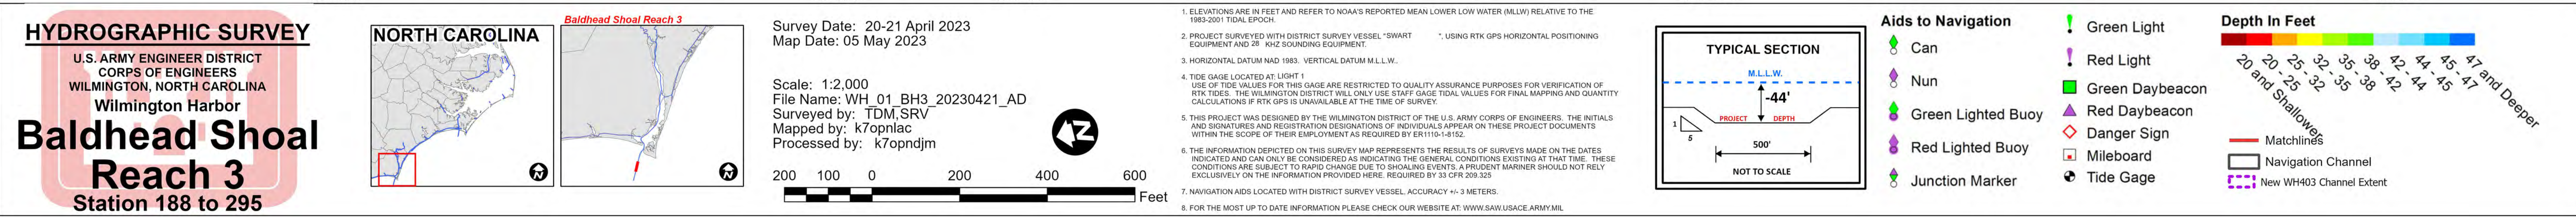 HYDROGRAPHIC SURVEY
U.S. ARMY ENGINEER DISTRICT
CORPS OF ENGINEERS
WILMINGTON, NORTH CAROLINA
Wilmington Harbor
Baldhead Shoal
Reach 3
Station 188 to 295
NORTH CAROLINA
N
Baldhead Shoal Reach 3
N
Survey Date: 20-21 April 2023
Map Date: 05 May 2023
Scale: 1:2,000
File Name: WH_01_BH3_20230421_AD
Surveyed by: TDM,SRV
Mapped by: k7opnlac
Processed by: k7opndjm
N
200 100 0 200 400 600
Feet
1. ELEVATIONS ARE IN FEET AND REFER TO NOAA'S REPORTED MEAN LOWER LOW WATER (MLLW) RELATIVE TO THE
1983-2001 TIDAL EPOCH.
2. PROJECT SURVEYED WITH DISTRICT SURVEY VESSEL "SWART ", USING RTK GPS HORIZONTAL POSITIONING
EQUIPMENT AND 28 KHZ SOUNDING EQUIPMENT.
3. HORIZONTAL DATUM NAD 1983. VERTICAL DATUM M.L.L.W..
4. TIDE GAGE LOCATED AT: LIGHT 1
USE OF TIDE VALUES FOR THIS GAGE ARE RESTRICTED TO QUALITY ASSURANCE PURPOSES FOR VERIFICATION OF
RTK TIDES. THE WILMINGTON DISTRICT WILL ONLY USE STAFF GAGE TIDAL VALUES FOR FINAL MAPPING AND QUANTITY
CALCULATIONS IF RTK GPS IS UNAVAILABLE AT THE TIME OF SURVEY.
5. THIS PROJECT WAS DESIGNED BY THE WILMINGTON DISTRICT OF THE U.S. ARMY CORPS OF ENGINEERS. THE INITIALS
AND SIGNATURES AND REGISTRATION DESIGNATIONS OF INDIVIDUALS APPEAR ON THESE PROJECT DOCUMENTS
WITHIN THE SCOPE OF THEIR EMPLOYMENT AS REQUIRED BY ER1110-1-8152.
6. THE INFORMATION DEPICTED ON THIS SURVEY MAP REPRESENTS THE RESULTS OF SURVEYS MADE ON THE DATES
INDICATED AND CAN ONLY BE CONSIDERED AS INDICATING THE GENERAL CONDITIONS EXISTING AT THAT TIME. THESE
CONDITIONS ARE SUBJECT TO RAPID CHANGE DUE TO SHOALING EVENTS. A PRUDENT MARINER SHOULD NOT RELY
EXCLUSIVELY ON THE INFORMATION PROVIDED HERE. REQUIRED BY 33 CFR 209.325
7. NAVIGATION AIDS LOCATED WITH DISTRICT SURVEY VESSEL, ACCURACY +/- 3 METERS.
8. FOR THE MOST UP TO DATE INFORMATION PLEASE CHECK OUR WEBSITE AT: WWW.SAW.USACE.ARMY.MIL
TYPICAL SECTION
M.L.L.W.
-44'
PROJECT DEPTH
1
5
500'
NOT TO SCALE
Aids to Navigation
Can
Nun
Green Lighted Buoy
Red Lighted Buoy
Junction Marker
Green Light
Red Light
Green Daybeacon
Red Daybeacon
Danger Sign
Mileboard
Tide Gage
Depth In Feet
20 and Shallower
20 - 25
25 - 32
32 - 35
35 - 38
38 - 42
42 - 44
44 - 45
45 - 47
47 and Deeper
Matchlines
Navigation Channel
New WH403 Channel Extent